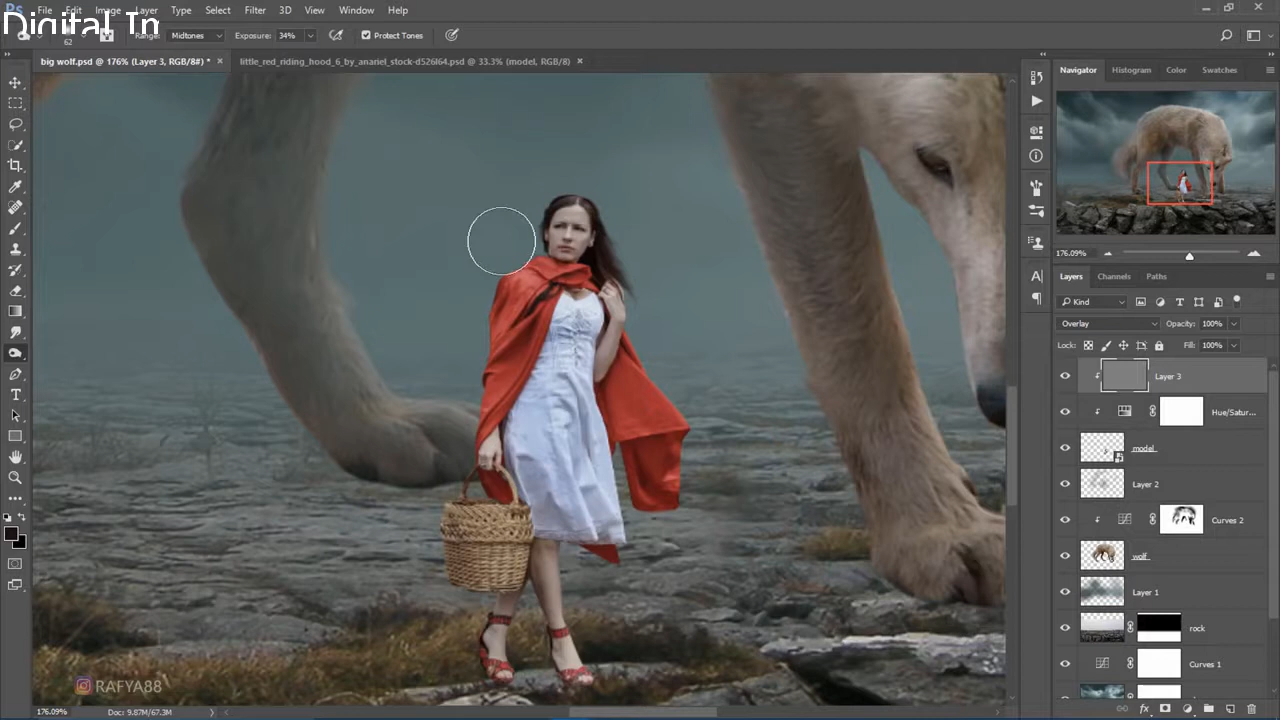 Ps File Edit Image Layer Type Select Filter 3D View Window Help
Digital Im
62 Range: Midtones Exposure: 34% Protect Tones
big wolf.psd @ 176% (Layer 3, RGB/8#) * × little_red_riding_hood_6_by_anariel_stock-d526l64.psd @ 33.3% (model, RGB/8) ×
Navigator Histogram Color Swatches
176.09%
Layers Channels Paths
Kind
Overlay Opacity: 100%
Lock: Fill: 100%
Layer 3
Hue/Satur...
model
Layer 2
Curves 2
wolf
Layer 1
rock
Curves 1
RAFYA88
176.09% Doc: 9.87M/67.3M